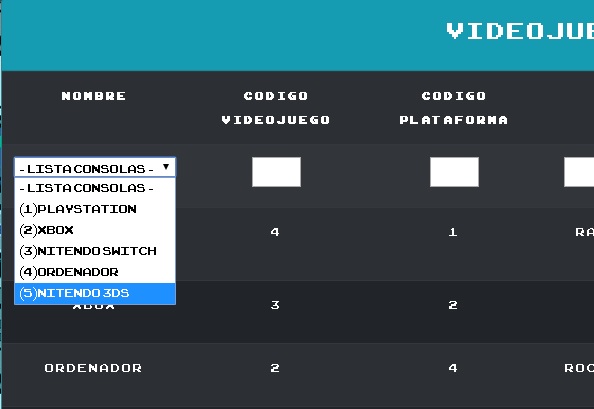 VIDEOJUE
NOMBRE
CODIGO VIDEOJUEGO
CODIGO PLATAFORMA
- LISTA CONSOLAS -
- LISTA CONSOLAS -
(1)PLAYSTATION
(2)XBOX
(3)NITENDO SWITCH
(4)ORDENADOR
(5)NITENDO 3DS
4 1 RA
XBOX 3 2
ORDENADOR 2 4 ROC